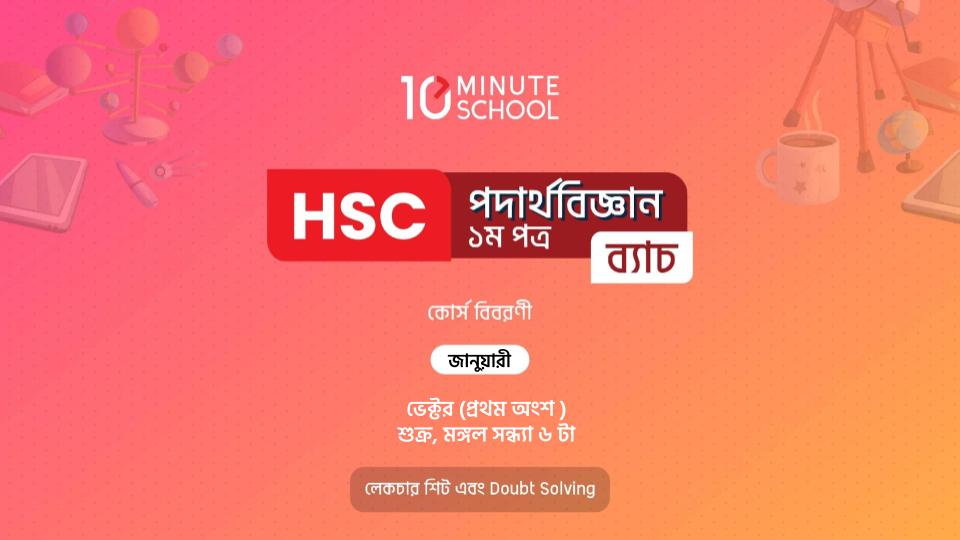 10 MINUTE
SCHOOL
HSC
পদার্থবিজ্ঞান
১ম পত্র
ব্যাচ
কোর্স বিবরণী
জানুয়ারী
ভেক্টর (প্রথম অংশ )
শুক্র, মঙ্গল সন্ধ্যা ৬ টা
লেকচার শিট এবং Doubt Solving